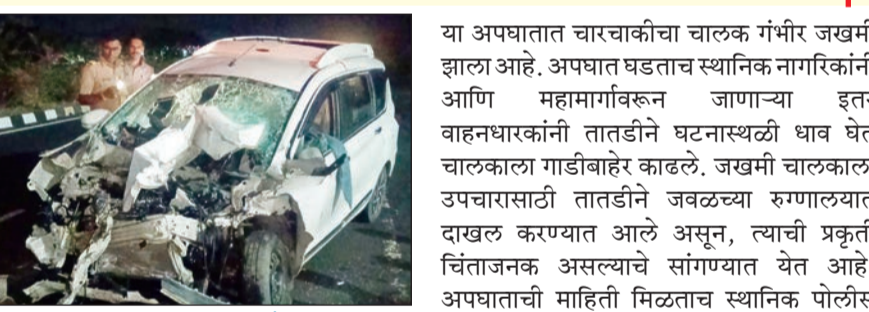 या अपघातात चारचाकीचा चालक गंभीर जखमी
झाला आहे. अपघात घडताच स्थानिक नागरिकांनी
आणि महामार्गावरून जाणाऱ्या इतर
वाहनधारकांनी तातडीने घटनास्थळी धाव घेत
चालकाला गाडीबाहेर काढले. जखमी चालकाल
उपचारासाठी तातडीने जवळच्या रुग्णालयात
दाखल करण्यात आले असून, त्याची प्रकृती
चिंताजनक असल्याचे सांगण्यात येत आहे
अपघाताची माहिती मिळताच स्थानिक पोलीस